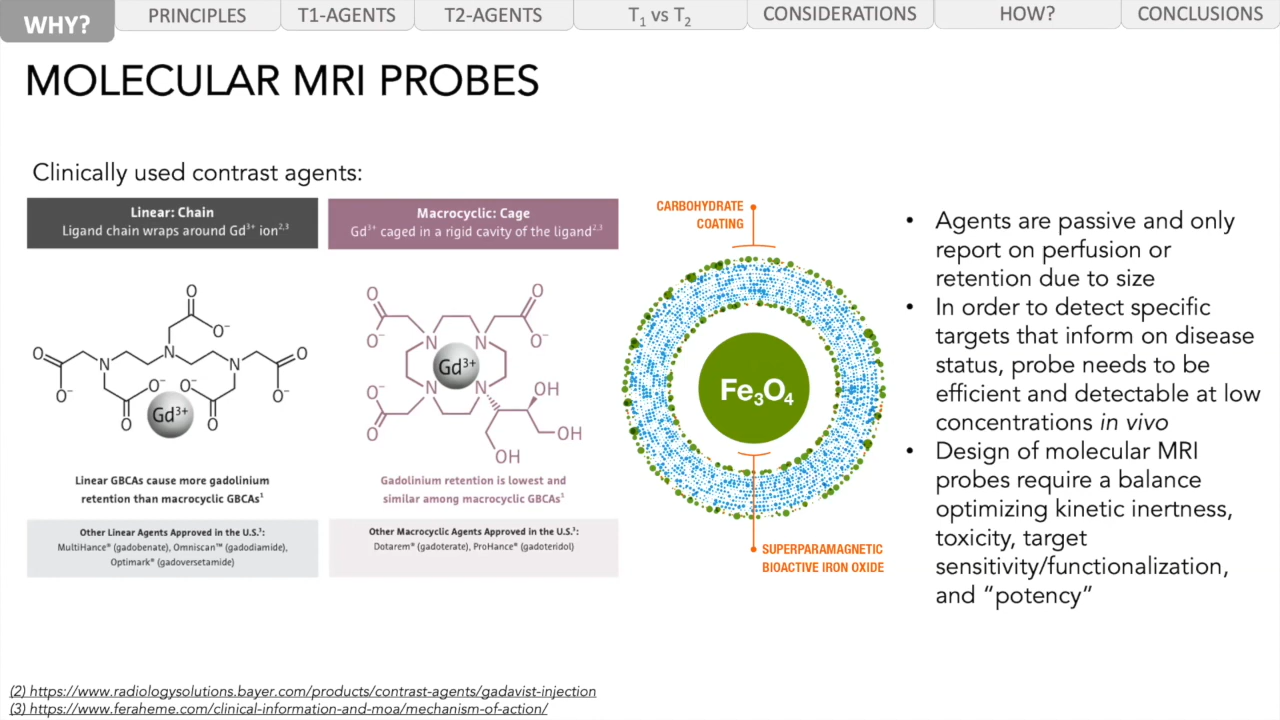 WHY?
PRINCIPLES
T1-AGENTS
T2-AGENTS
T1 vs T2
CONSIDERATIONS
HOW?
CONCLUSIONS
MOLECULAR MRI PROBES
Clinically used contrast agents:
Linear: Chain
Ligand chain wraps around Gd³⁺ ion²,³
O
O⁻
O
N
N
N
O
O⁻
O⁻
O⁻
O⁻
O
Gd³⁺
O
Linear GBCAs cause more gadolinium
retention than macrocyclic GBCAs¹
Other Linear Agents Approved in the U.S.¹:
MultiHance® (gadobenate), Omniscan™ (gadodiamide),
Optimark® (gadoversetamide)
Macrocyclic: Cage
Gd³⁺ caged in a rigid cavity of the ligand²,³
O
O
O⁻
N
N
O⁻
Gd³⁺
O⁻
N
N
OH
O
OH
OH
Gadolinium retention is lowest and
similar among macrocyclic GBCAs¹
Other Macrocyclic Agents Approved in the U.S.¹:
Dotarem® (gadoterate), ProHance® (gadoteridol)
CARBOHYDRATE
COATING
Fe₃O₄
SUPERPARAMAGNETIC
BIOACTIVE IRON OXIDE
• Agents are passive and only
report on perfusion or
retention due to size
• In order to detect specific
targets that inform on disease
status, probe needs to be
efficient and detectable at low
concentrations in vivo
• Design of molecular MRI
probes require a balance
optimizing kinetic inertness,
toxicity, target
sensitivity/functionalization,
and “potency”
(2) https://www.radiologysolutions.bayer.com/products/contrast-agents/gadavist-injection
(3) https://www.feraheme.com/clinical-information-and-moa/mechanism-of-action/